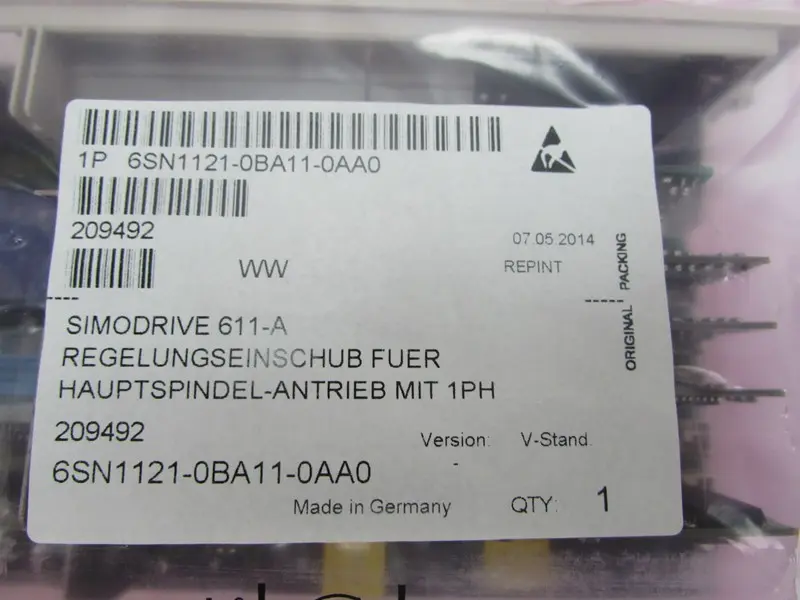 1P 6SN1121-0BA11-0AA0
209492
WW
07.05.2014
REPINT
ORIGINAL PACKING
SIMODRIVE 611-A
REGELUNGSEINSCHUB FUER
HAUPTSPINDEL-ANTRIEB MIT 1PH
209492
Version: V-Stand
-
6SN1121-0BA11-0AA0
Made in Germany
QTY: 1